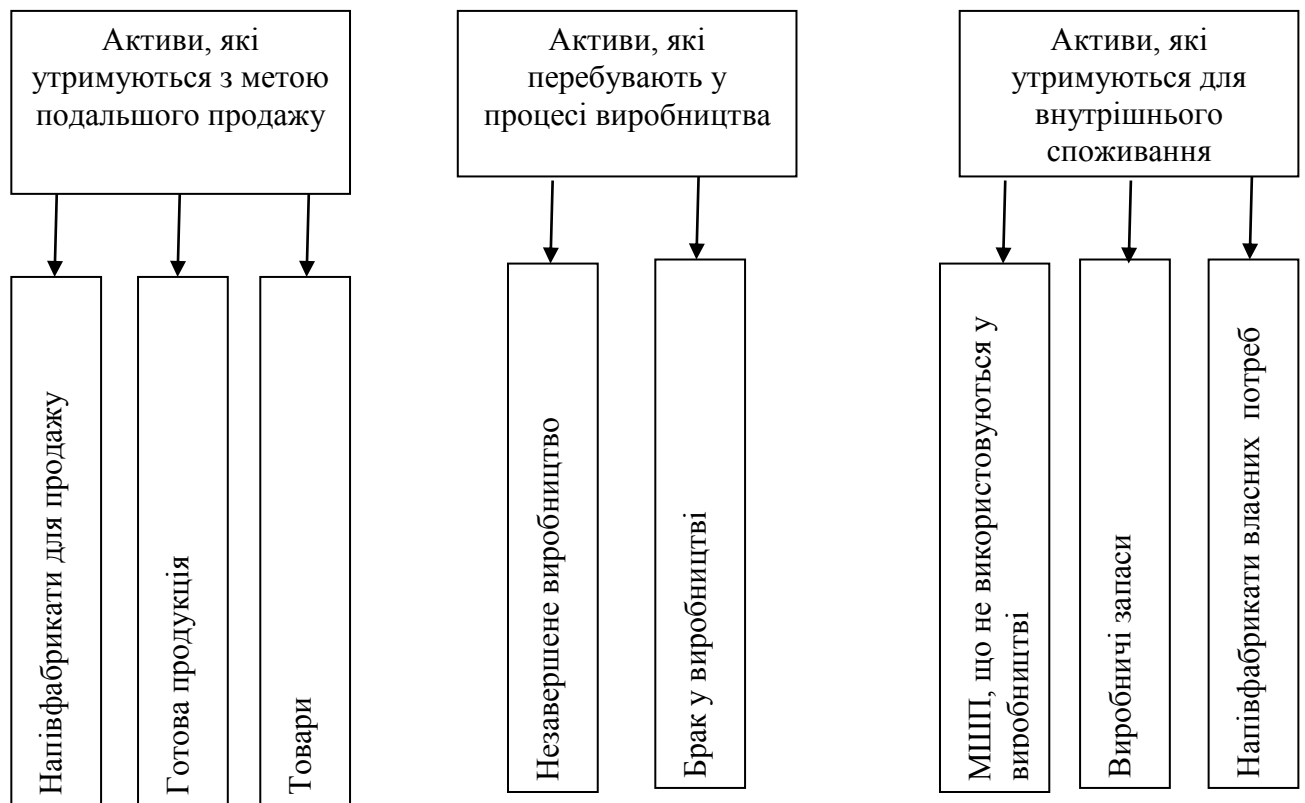 Активи, які
утримуються з метою
подальшого продажу
Активи, які
перебувають у
процесі виробництва
Активи, які
утримуються для
внутрішнього
споживання
Напівфабрикати для продажу
Готова продукція
Товари
Незавершене виробництво
Брак у виробництві
МШП, що не використовуються у
виробництві
Виробничі запаси
Напівфабрикати власних потреб